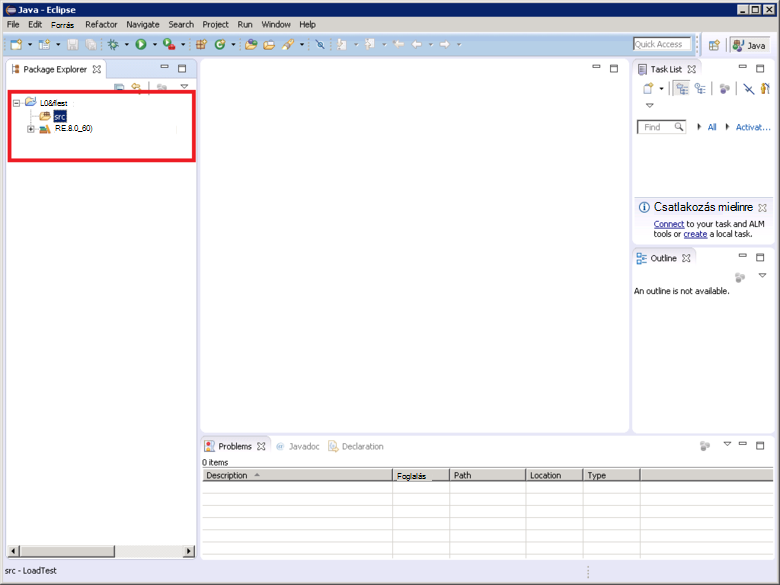 Java - Eclipse
File Edit Forrás Refactor Navigate Search Project Run Window Help
Quick Access Java
Package Explorer
L0&fiest
src
RE.8.0_60)
Task List
Find All Activat...
Csatlakozás mielinre
Connect to your task and ALM
tools or create a local task.
Outline
An outline is not available.
Problems Javadoc Declaration
0 items
Description Foglalás Path Location Type
src - LoadTest